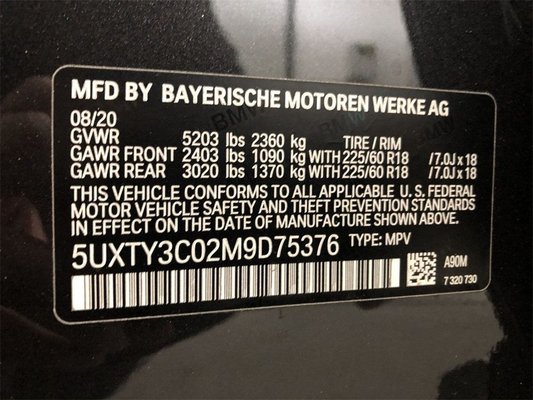 MFD BY BAYERISCHE MOTOREN WERKE AG
08/20
GVWR 5203 lbs 2360 kg TIRE / RIM
GAWR FRONT 2403 lbs 1090 kg WITH 225/60 R18 /7.0J x 18
GAWR REAR 3020 lbs 1370 kg WITH 225/60 R18 /7.0J x 18
THIS VEHICLE CONFORMS TO ALL APPLICABLE U. S. FEDERAL
MOTOR VEHICLE SAFETY AND THEFT PREVENTION STANDARDS
IN EFFECT ON THE DATE OF MANUFACTURE SHOWN ABOVE.
5UXTY3C02M9D75376 TYPE: MPV
A90M
7 320 730